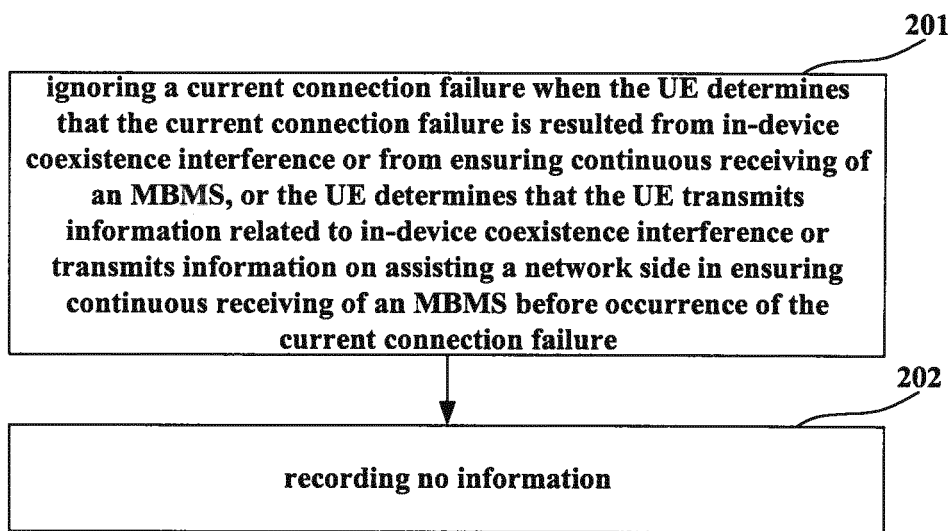 201
ignoring a current connection failure when the UE determines
that the current connection failure is resulted from in-device
coexistence interference or from ensuring continuous receiving of
an MBMS, or the UE determines that the UE transmits
information related to in-device coexistence interference or
transmits information on assisting a network side in ensuring
continuous receiving of an MBMS before occurrence of the
current connection failure
202
recording no information